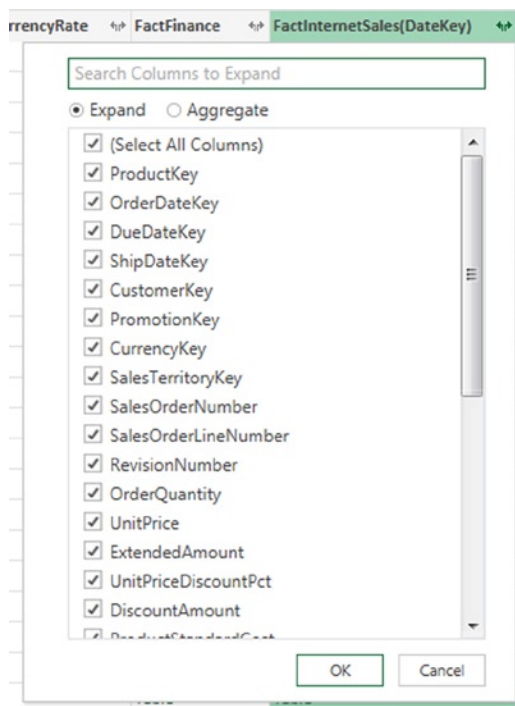 rrencyRate FactFinance FactInternetSales(DateKey)
Search Columns to Expand
Expand Aggregate
(Select All Columns)
ProductKey
OrderDateKey
DueDateKey
ShipDateKey
CustomerKey
PromotionKey
CurrencyKey
SalesTerritoryKey
SalesOrderNumber
SalesOrderLineNumber
RevisionNumber
OrderQuantity
UnitPrice
ExtendedAmount
UnitPriceDiscountPct
DiscountAmount
ProductStandardCost
OK Cancel